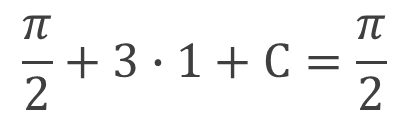 π/2 + 3 · 1 + C = π/2